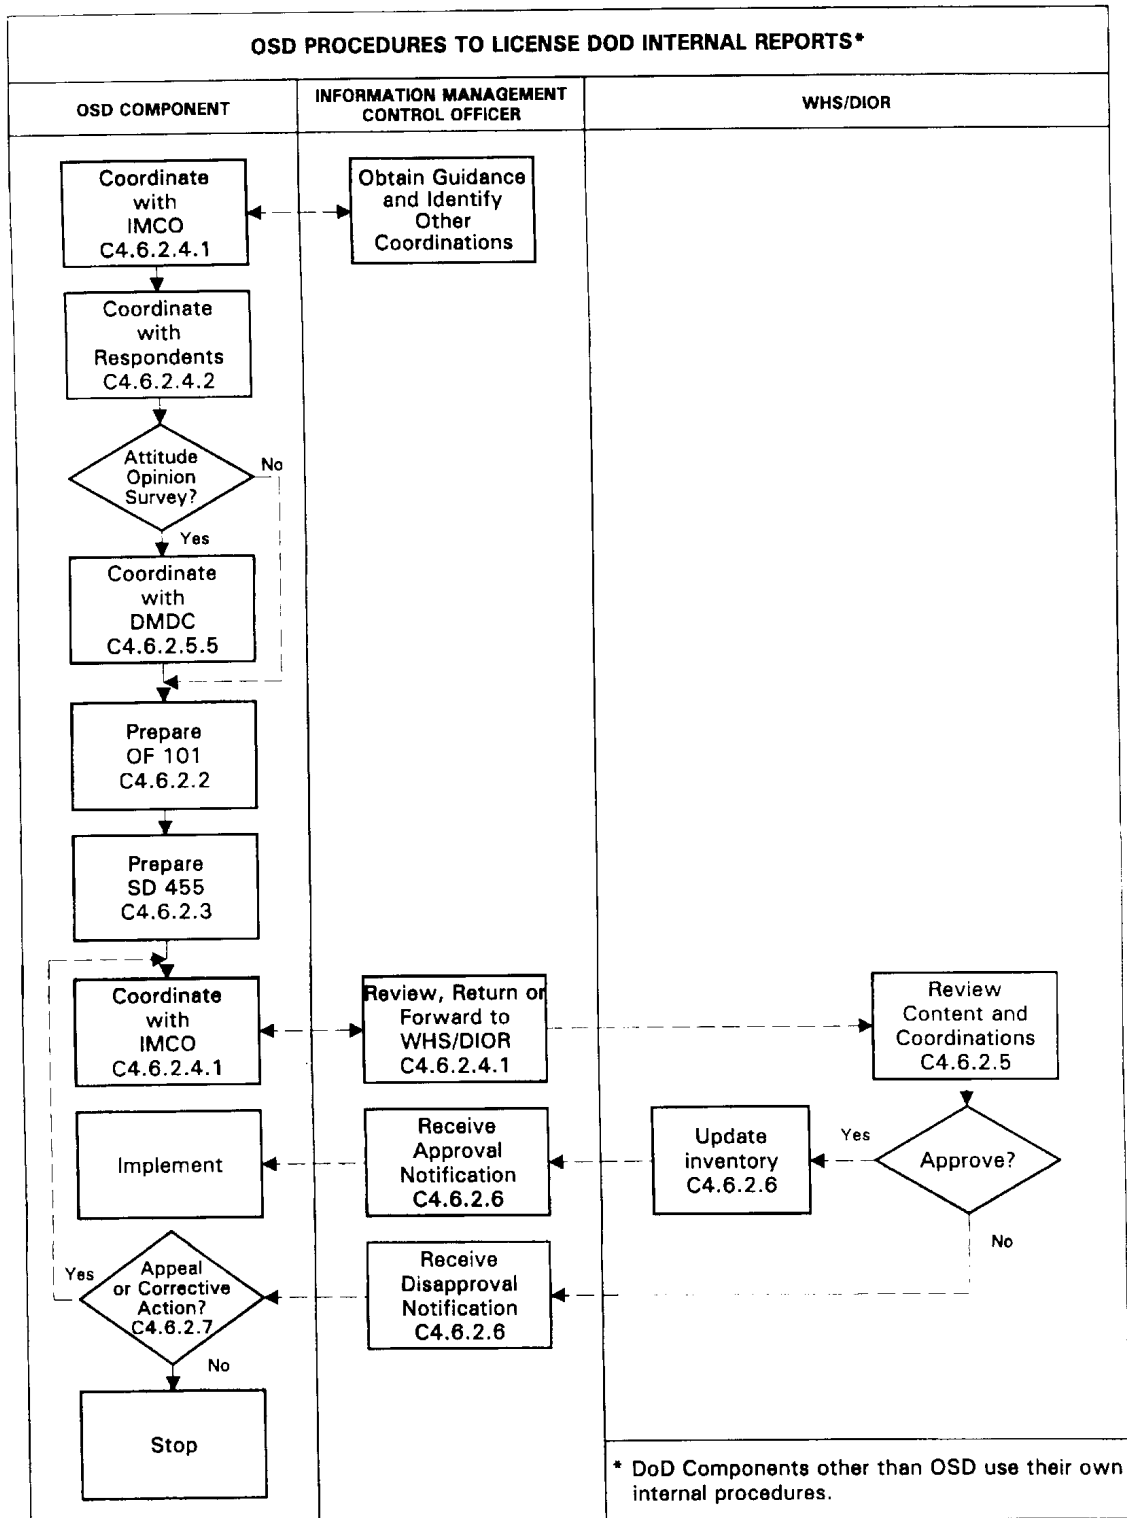 OSD PROCEDURES TO LICENSE DOD INTERNAL REPORTS*
OSD COMPONENT
INFORMATION MANAGEMENT
CONTROL OFFICER
WHS/DIOR
Coordinate
with
IMCO
C4.6.2.4.1
Obtain Guidance
and Identify
Other
Coordinations
Coordinate
with
Respondents
C4.6.2.4.2
Attitude
Opinion
Survey?
No
Yes
Coordinate
with
DMDC
C4.6.2.5.5
Prepare
OF 101
C4.6.2.2
Prepare
SD 455
C4.6.2.3
Coordinate
with
IMCO
C4.6.2.4.1
Review, Return or
Forward to
WHS/DIOR
C4.6.2.4.1
Review
Content and
Coordinations
C4.6.2.5
Implement
Receive
Approval
Notification
C4.6.2.6
Update
inventory
C4.6.2.6
Yes
Approve?
No
Yes
Appeal
or Corrective
Action?
C4.6.2.7
No
Receive
Disapproval
Notification
C4.6.2.6
Stop
* DoD Components other than OSD use their own
internal procedures.